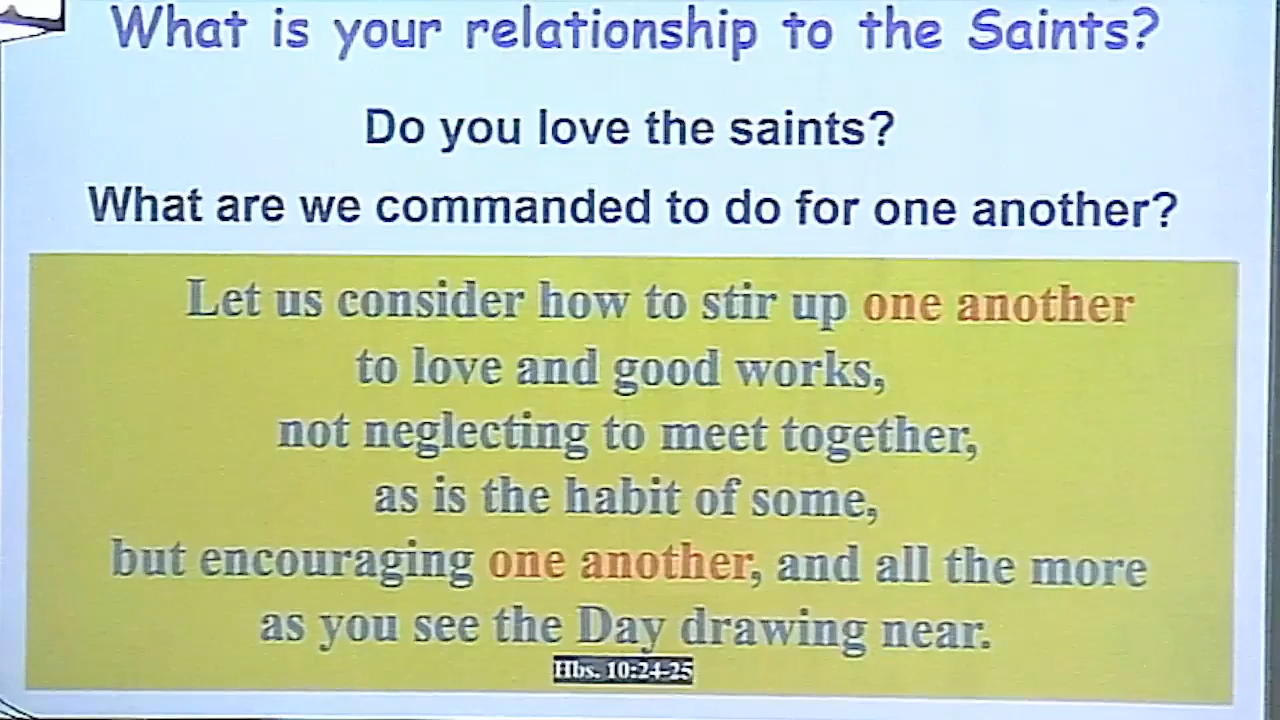 What is your relationship to the Saints?
Do you love the saints?
What are we commanded to do for one another?
Let us consider how to stir up one another
to love and good works,
not neglecting to meet together,
as is the habit of some,
but encouraging one another, and all the more
as you see the Day drawing near.
Hbs. 10:24-25